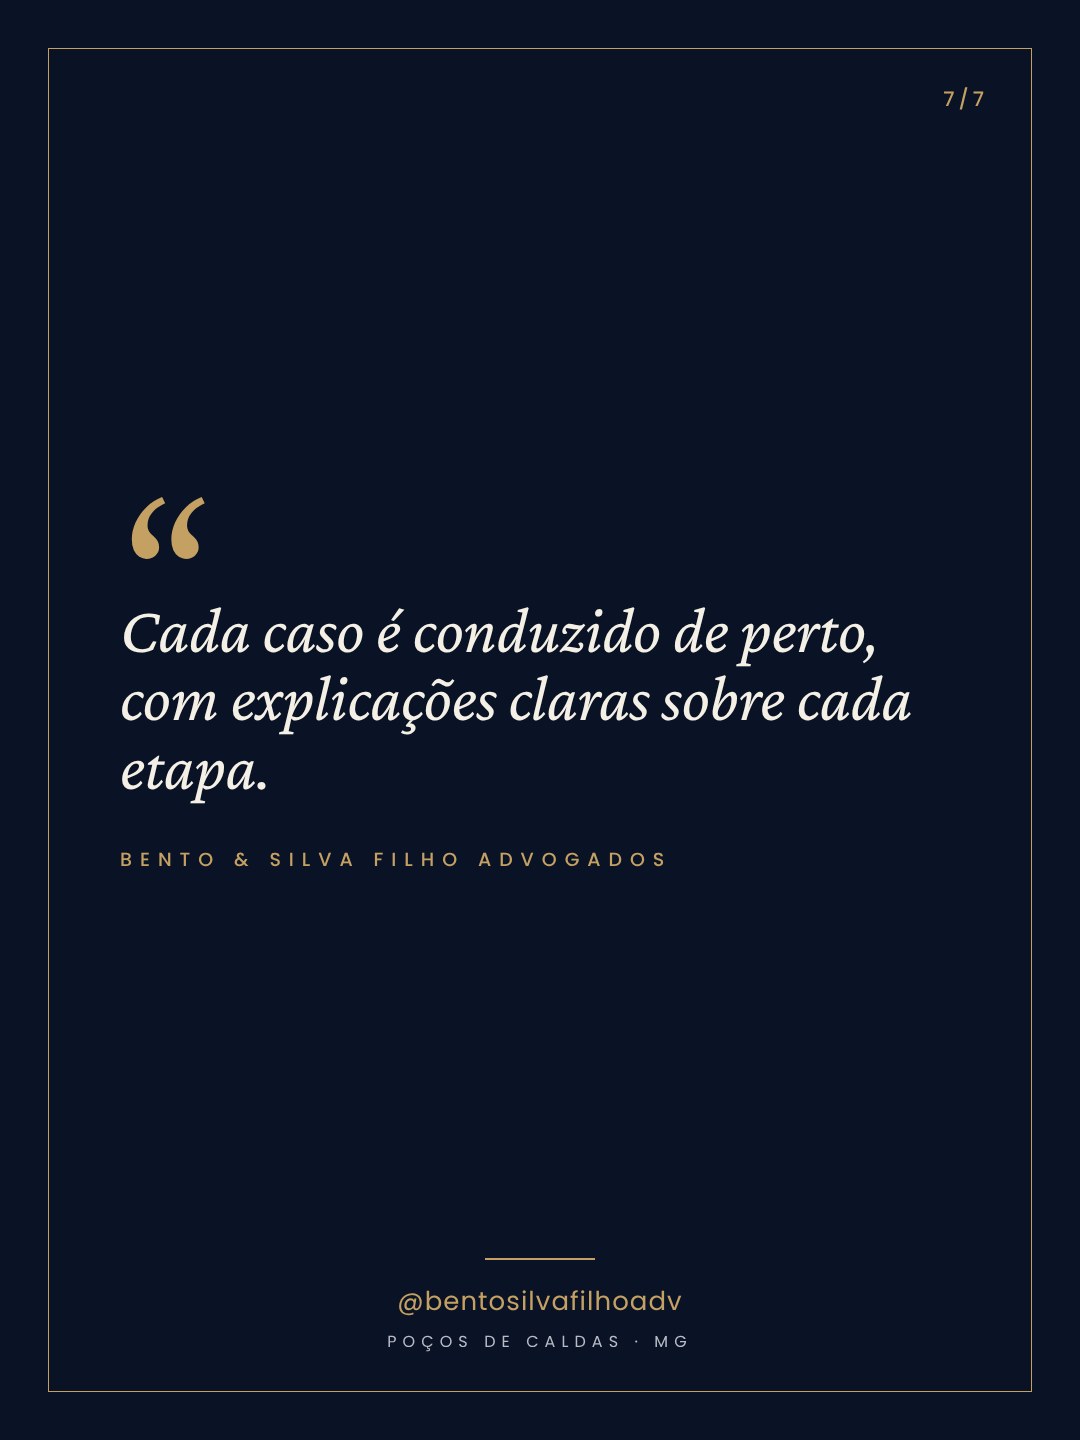 7/7
“
Cada caso é conduzido de perto,
com explicações claras sobre cada
etapa.
BENTO & SILVA FILHO ADVOGADOS
@bentosilvafilhoadv
POÇOS DE CALDAS · MG